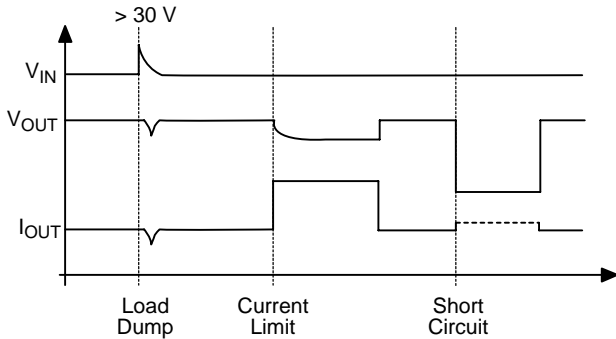 > 30 V
VIN
VOUT
IOUT
Load
Dump
Current
Limit
Short
Circuit